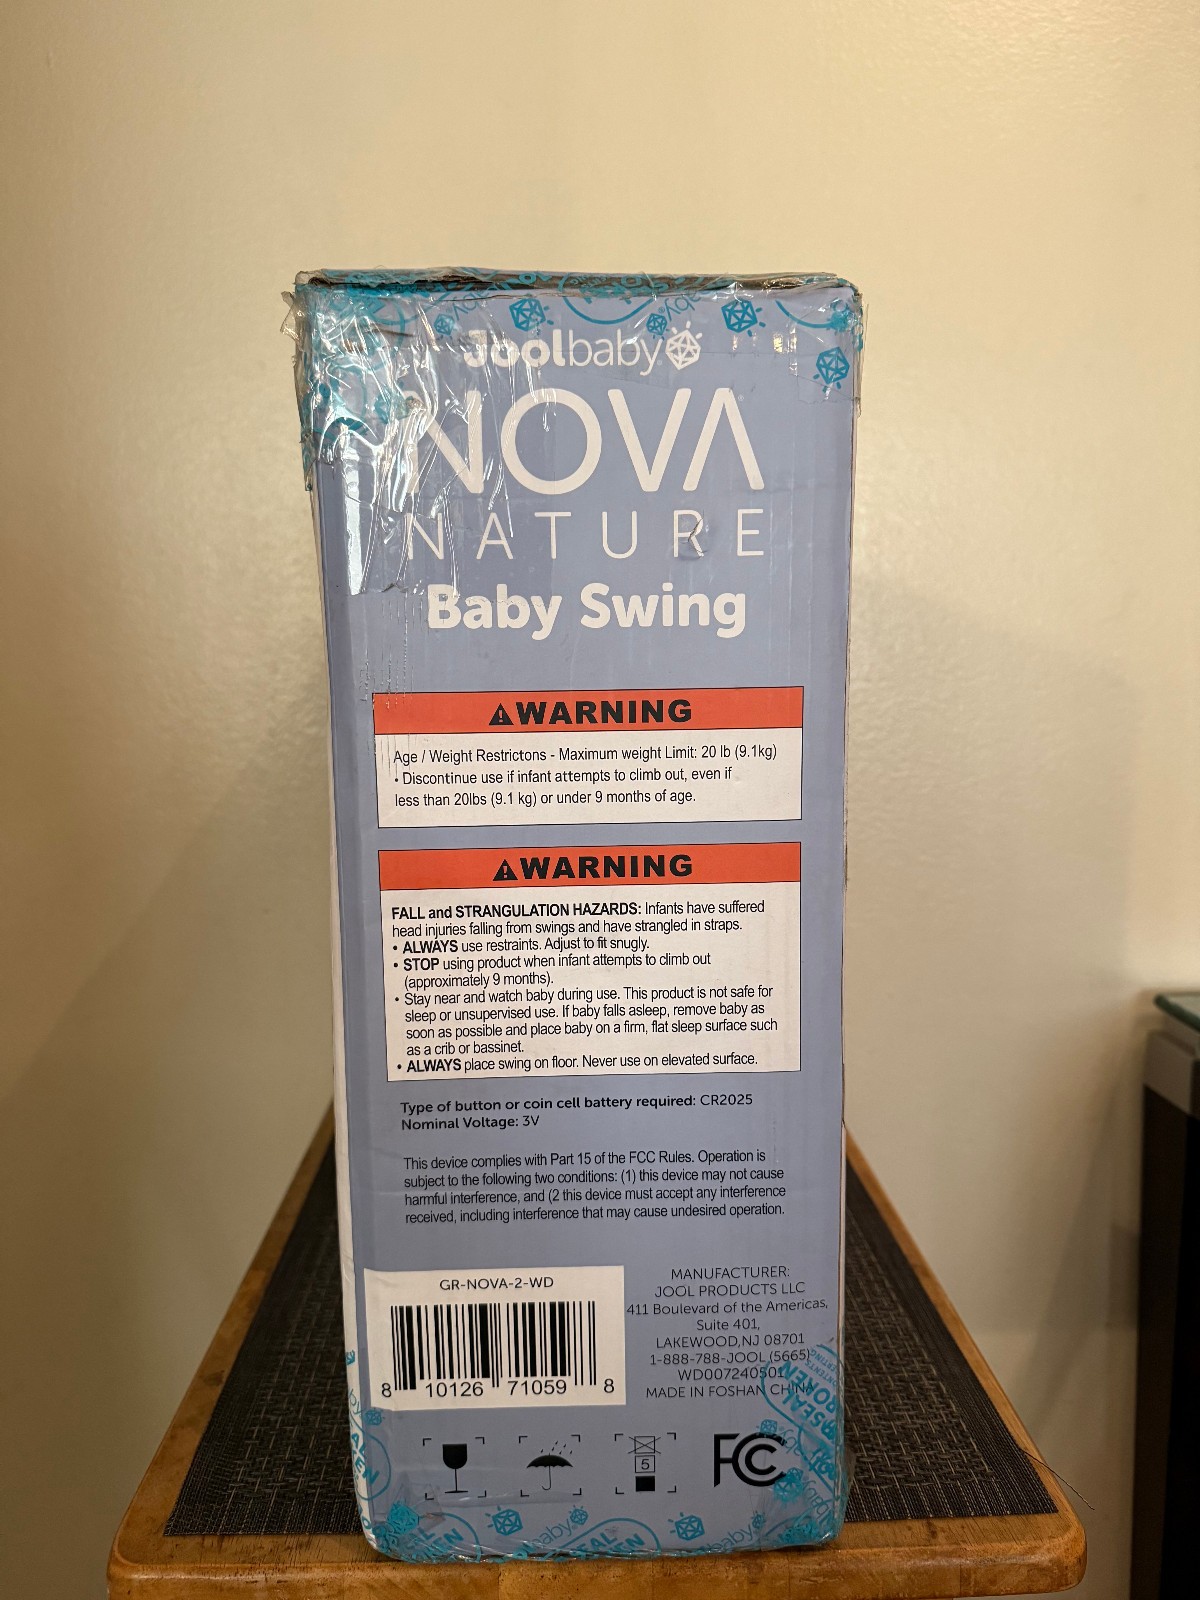 Joolbaby
NOVA
NATURE
Baby Swing
WARNING
Age / Weight Restrictons - Maximum weight Limit: 20 lb (9.1kg)
• Discontinue use if infant attempts to climb out, even if
less than 20lbs (9.1 kg) or under 9 months of age.
WARNING
FALL and STRANGULATION HAZARDS: Infants have suffered
head injuries falling from swings and have strangled in straps.
• ALWAYS use restraints. Adjust to fit snugly.
• STOP using product when infant attempts to climb out
(approximately 9 months).
• Stay near and watch baby during use. This product is not safe for
sleep or unsupervised use. If baby falls asleep, remove baby as
soon as possible and place baby on a firm, flat sleep surface such
as a crib or bassinet.
• ALWAYS place swing on floor. Never use on elevated surface.
Type of button or coin cell battery required: CR2025
Nominal Voltage: 3V
This device complies with Part 15 of the FCC Rules. Operation is
subject to the following two conditions: (1) this device may not cause
harmful interference, and (2 this device must accept any interference
received, including interference that may cause undesired operation.
GR-NOVA-2-WD
8 10126 71059 8
MANUFACTURER:
JOOL PRODUCTS LLC
411 Boulevard of the Americas,
Suite 401,
LAKEWOOD,NJ 08701
1-888-788-JOOL (5665)
WD007240501
MADE IN FOSHAN CHINA
5
FC
baby
SEAL
BROKEN
baby